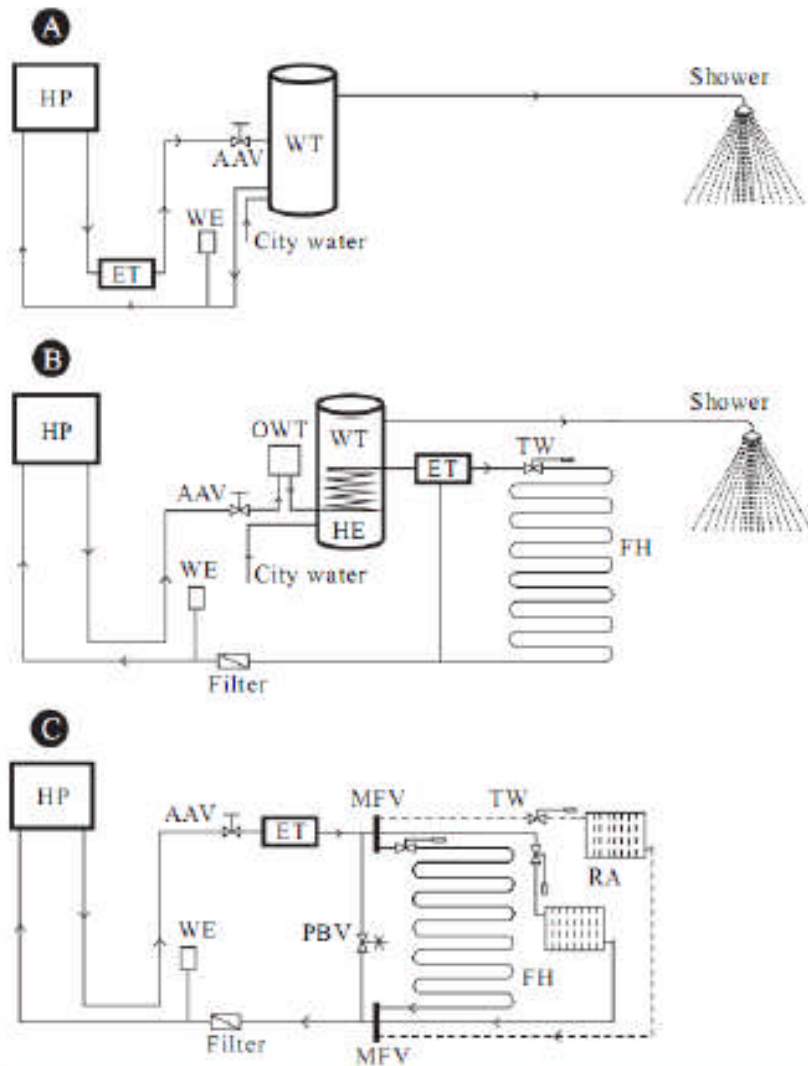 A
HP
WT
Shower
AAV
WE
City water
ET
B
HP
OWT
WT
Shower
ET
TW
AAV
HE
FH
WE
City water
Filter
C
HP
AAV
MFV
TW
ET
RA
WE
PBV
FH
Filter
MFV